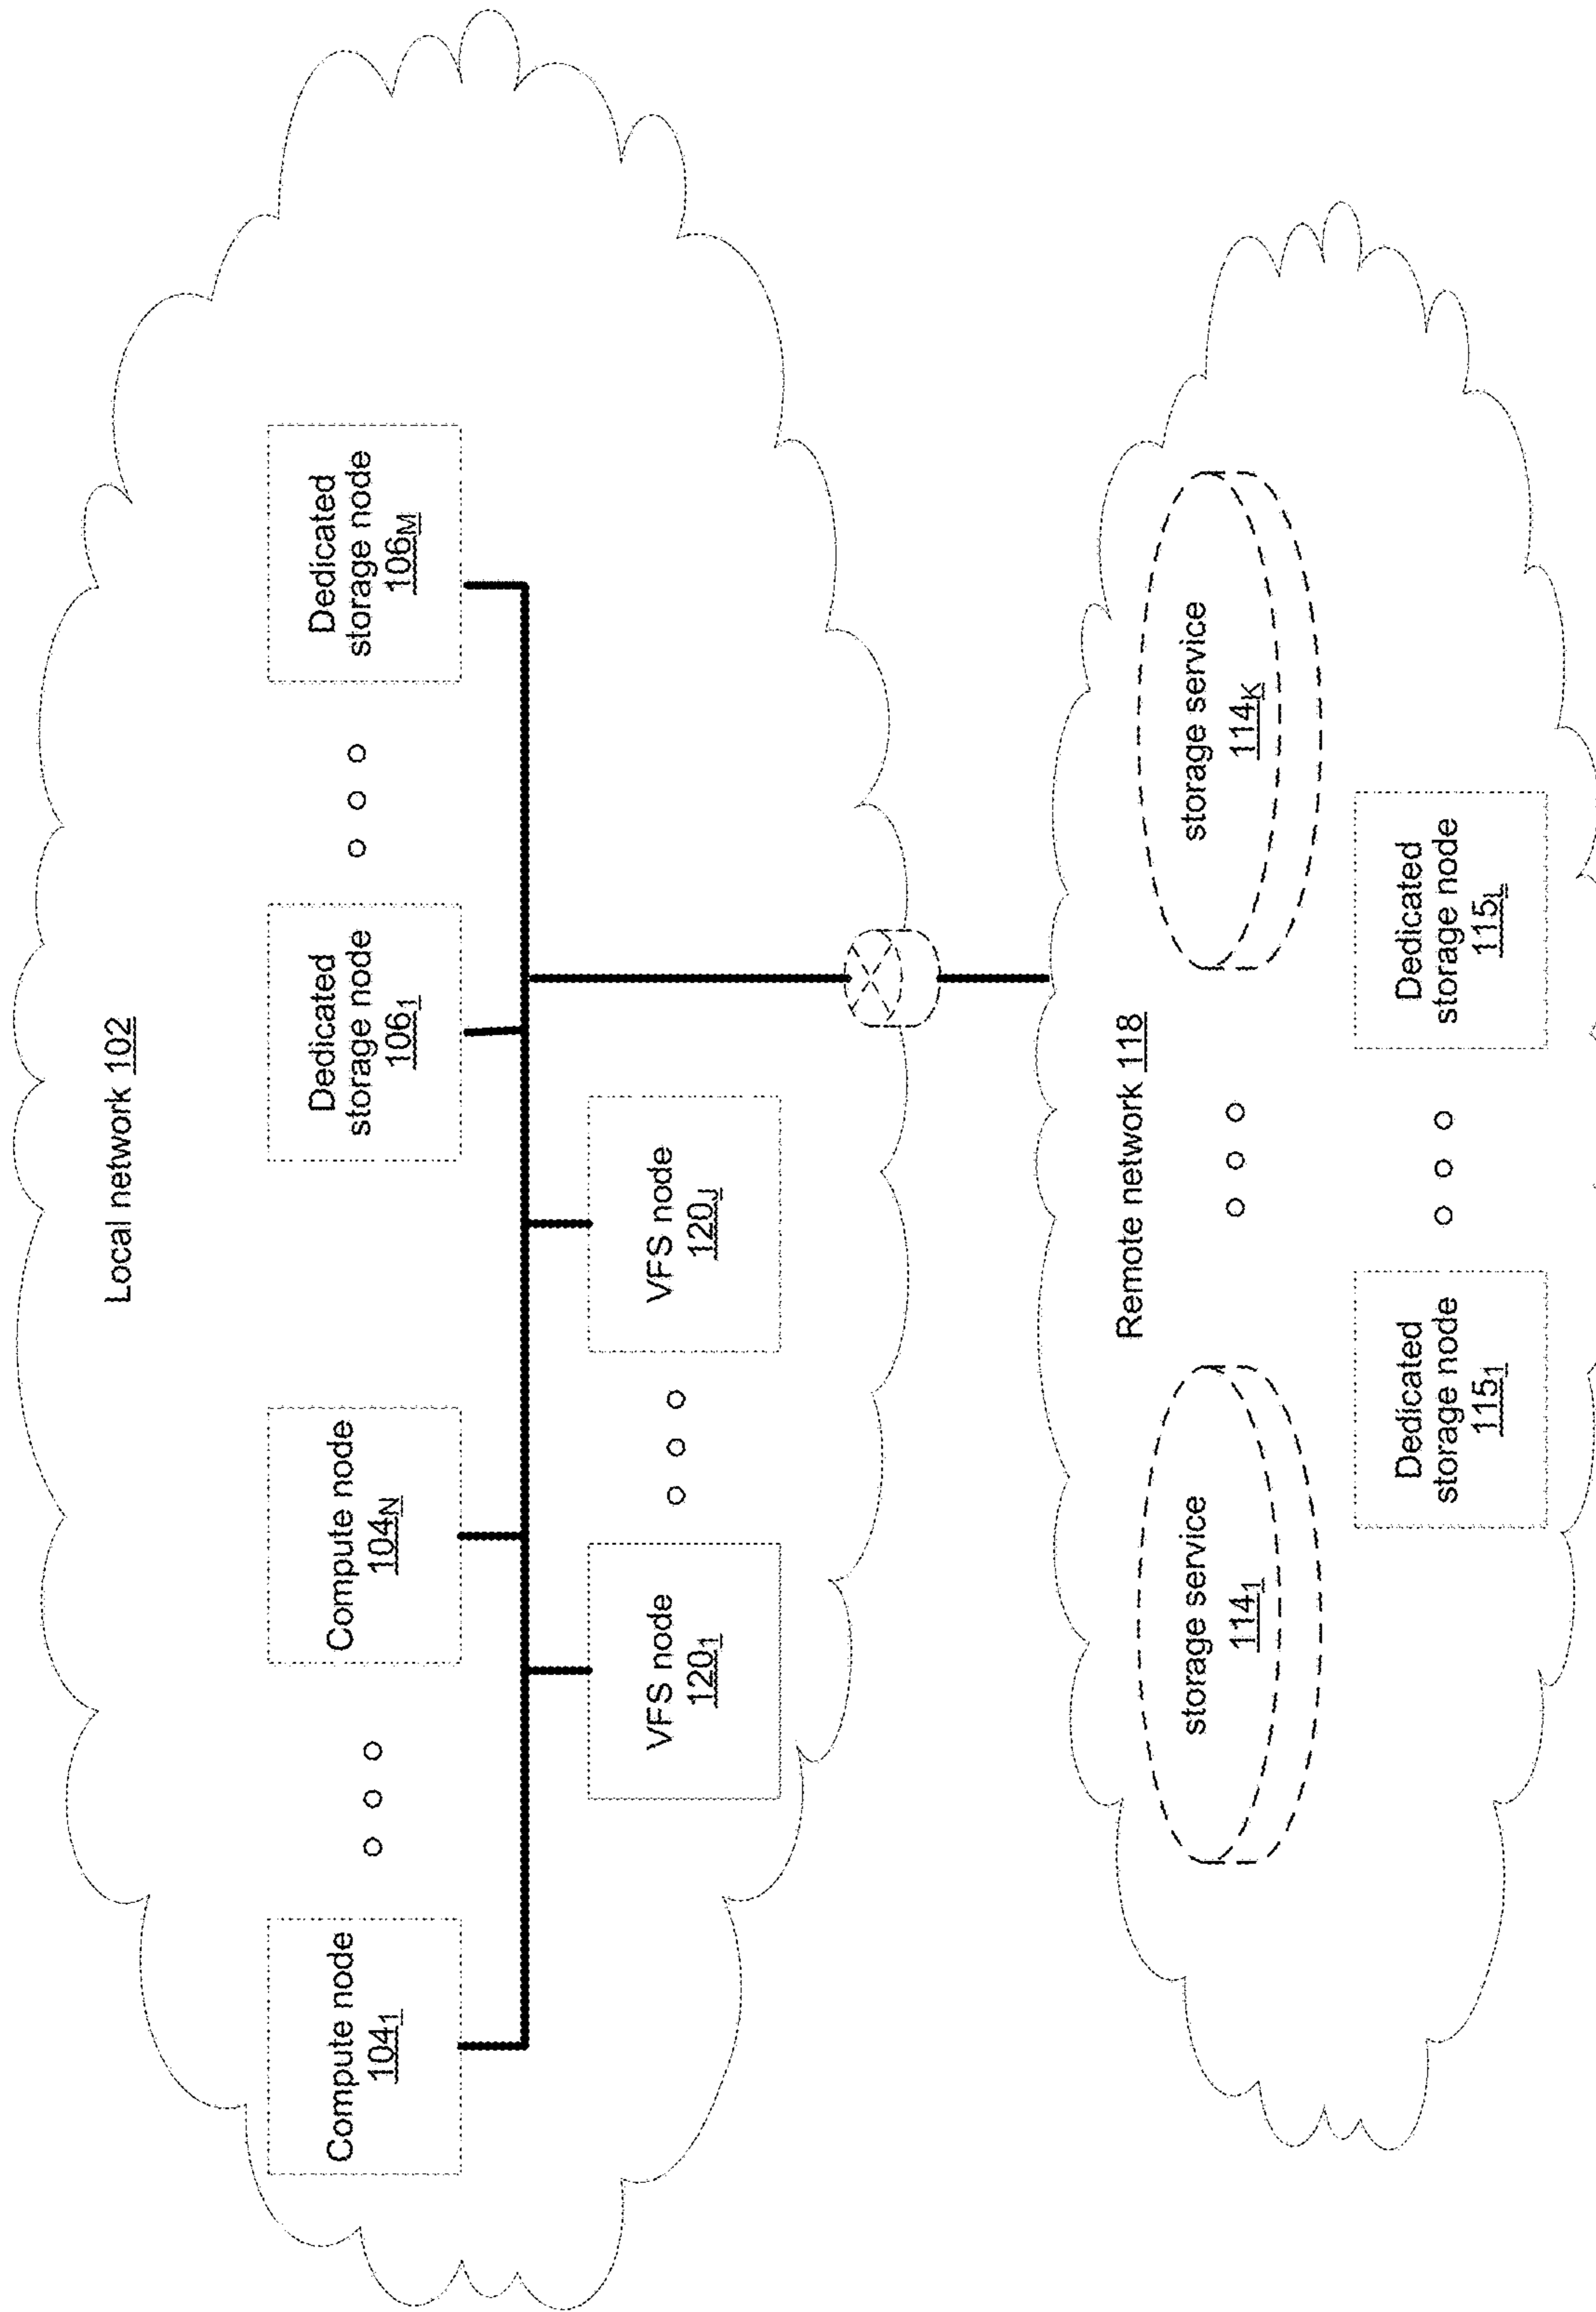 Local network 102
Compute node
104₁
Compute node
104N
Dedicated
storage node
106₁
Dedicated
storage node
106M
VFS node
120₁
VFS node
120J
Remote network 118
storage service
114₁
storage service
114K
Dedicated
storage node
115₁
Dedicated
storage node
115L